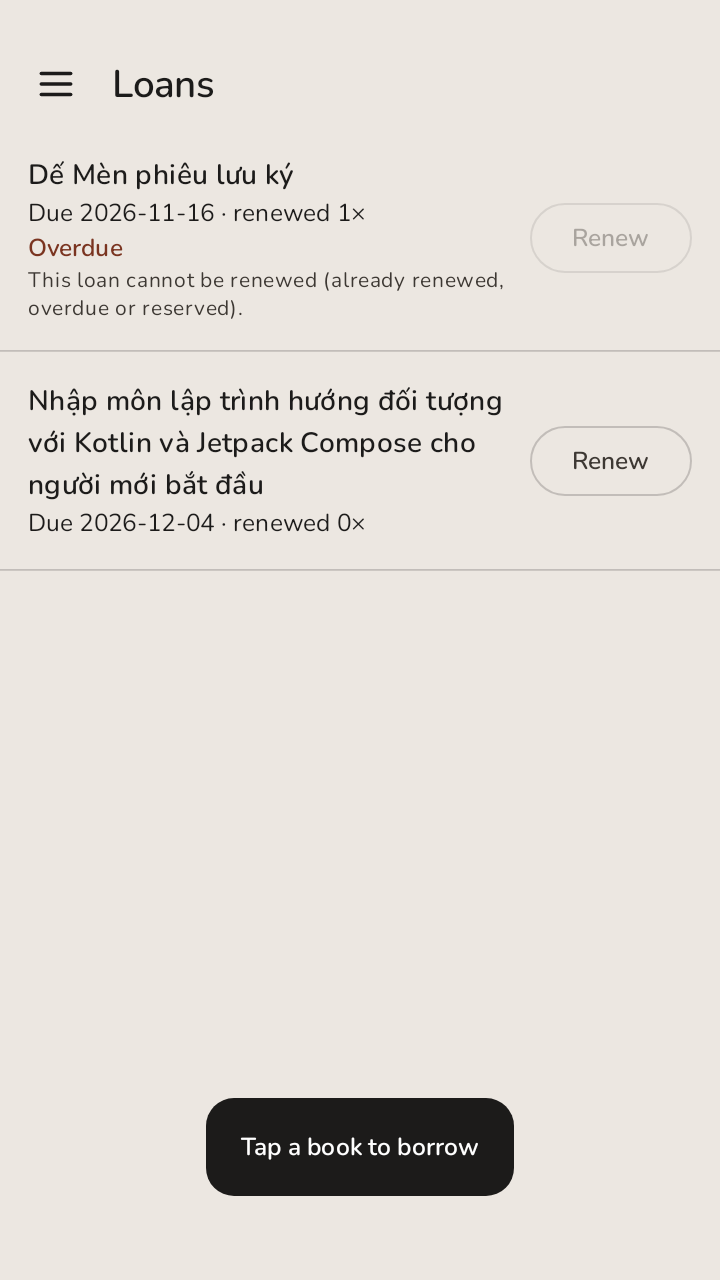 Loans
Dế Mèn phiêu lưu ký
Due 2026-11-16 · renewed 1×
Overdue
This loan cannot be renewed (already renewed,
overdue or reserved).
Renew
Nhập môn lập trình hướng đối tượng
với Kotlin và Jetpack Compose cho
người mới bắt đầu
Due 2026-12-04 · renewed 0×
Renew
Tap a book to borrow